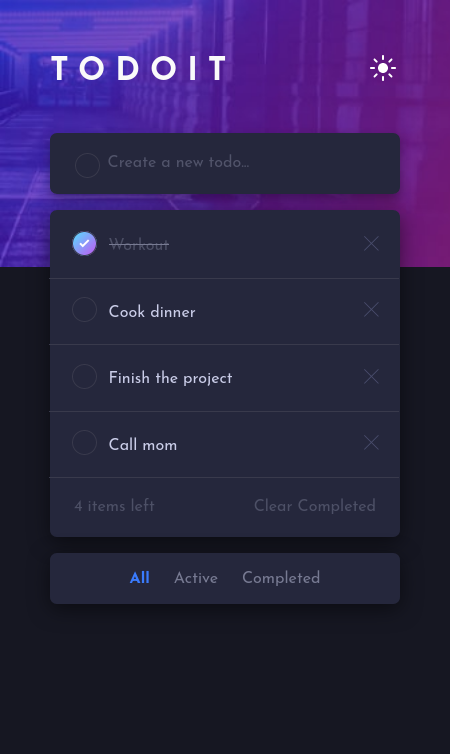 TODOIT
Create a new todo...
Workout
Cook dinner
Finish the project
Call mom
4 items left Clear Completed
All Active Completed